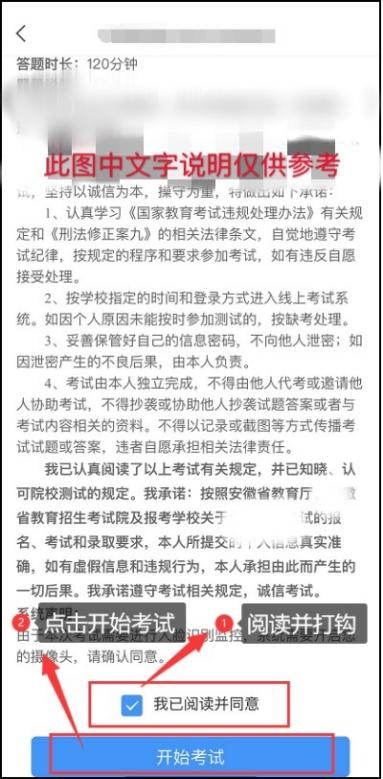 答题时长：120分钟
此图中文字说明仅供参考
试，坚持以诚信为本，操守为重，特做出如下承诺：
1、认真学习《国家教育考试违规处理办法》有关规
定和《刑法修正案九》的相关法律条文，自觉地遵守考
试纪律，按规定的程序和要求参加考试，如有违反自愿
接受处理。
2、按学校指定的时间和登录方式进入线上考试系
统。如因个人原因未能按时参加测试的，按缺考处理。
3、妥善保管好自己的信息密码，不向他人泄密；如
因泄密产生的不良后果，由本人负责。
4、考试由本人独立完成，不得由他人代考或邀请他
人协助考试，不得抄袭或协助他人抄袭试题答案或者与
考试内容相关的资料。不得以记录或截图等方式传播考
试试题或答案，违者自愿承担相关法律责任。
我已认真阅读了以上考试有关规定，并已知晓、认
可院校测试的规定。我承诺：按照安徽省教育厅、
省教育招生考试院及报考学校关于 试的报
名、考试和录取要求，本人所提交的个人信息真实准
确，如有虚假信息和违规行为，本人承担由此而产生的
一切后果。我承诺遵守考试相关规定，诚信考试。
系统声明：
2 点击开始考试
1 阅读并打钩
由于本次考试需要进行人脸识别监控，系统需要开启您
的摄像头，请确认同意。
我已阅读并同意
开始考试